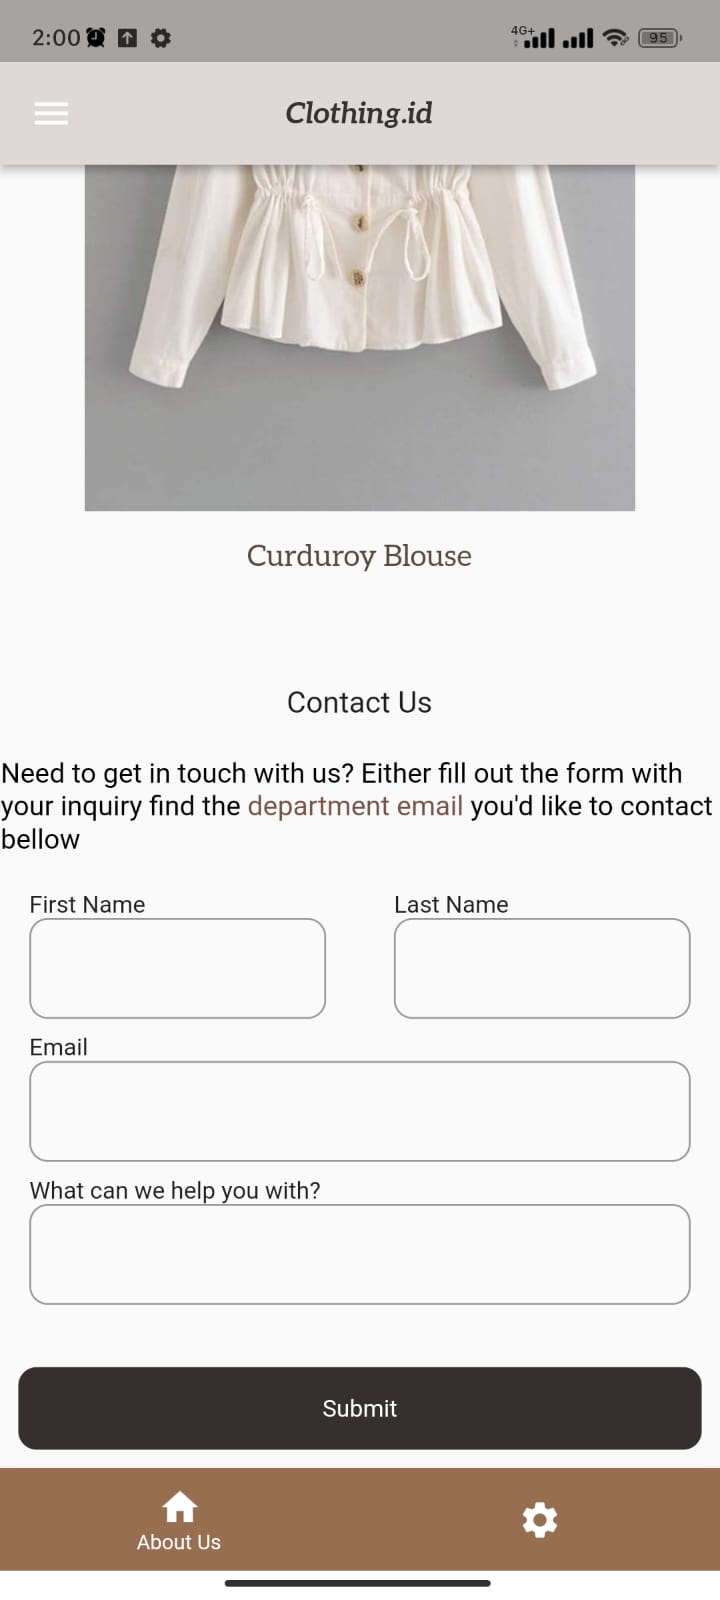 2:00
4G+
95
Clothing.id
Curduroy Blouse
Contact Us
Need to get in touch with us? Either fill out the form with
your inquiry find the department email you'd like to contact
bellow
First Name
Last Name
Email
What can we help you with?
Submit
About Us